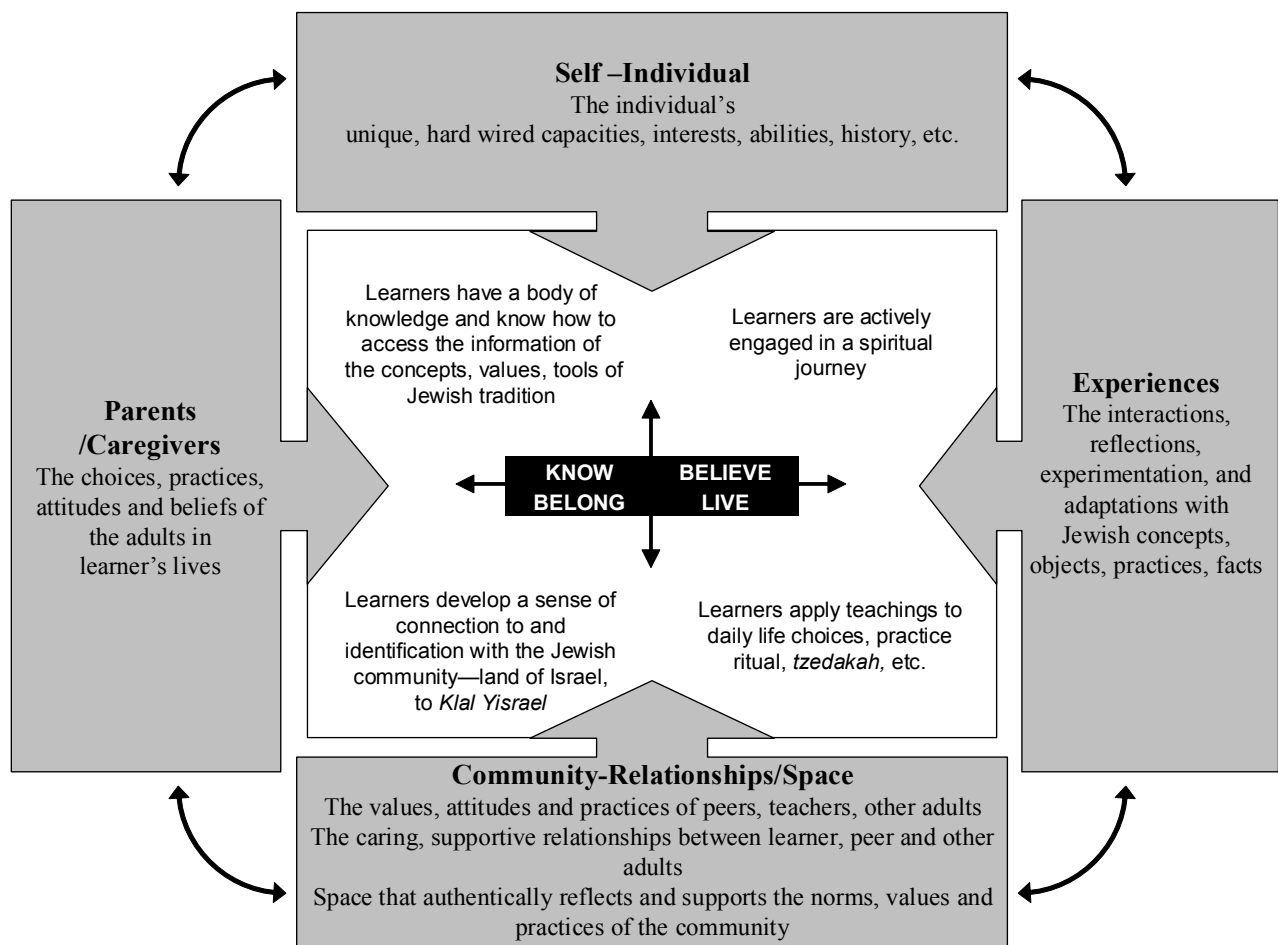 Self –Individual
The individual's
unique, hard wired capacities, interests, abilities, history, etc.
Parents
/Caregivers
The choices, practices,
attitudes and beliefs of
the adults in
learner's lives
Learners have a body of
knowledge and know how to
access the information of
the concepts, values, tools of
Jewish tradition
Learners are actively
engaged in a spiritual
journey
KNOW BELIEVE
BELONG LIVE
Learners develop a sense of
connection to and
identification with the Jewish
community—land of Israel,
to Klal Yisrael
Learners apply teachings to
daily life choices, practice
ritual, tzedakah, etc.
Experiences
The interactions,
reflections,
experimentation, and
adaptations with
Jewish concepts,
objects, practices, facts
Community-Relationships/Space
The values, attitudes and practices of peers, teachers, other adults
The caring, supportive relationships between learner, peer and other
adults
Space that authentically reflects and supports the norms, values and
practices of the community